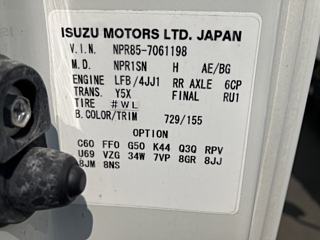 ISUZU MOTORS LTD. JAPAN
V.I.N. NPR85-7061198
M.D. NPR1SN H AE/BG
ENGINE LFB/4JJ1 RR AXLE 6CP
TRANS. Y5X FINAL RU1
TIRE #WL
B.COLOR/TRIM 729/155
OPTION
C60 FF0 G50 K44 Q3Q RPV
U69 VZG 34W 7VP 8GR 8JJ
8JM 8NS